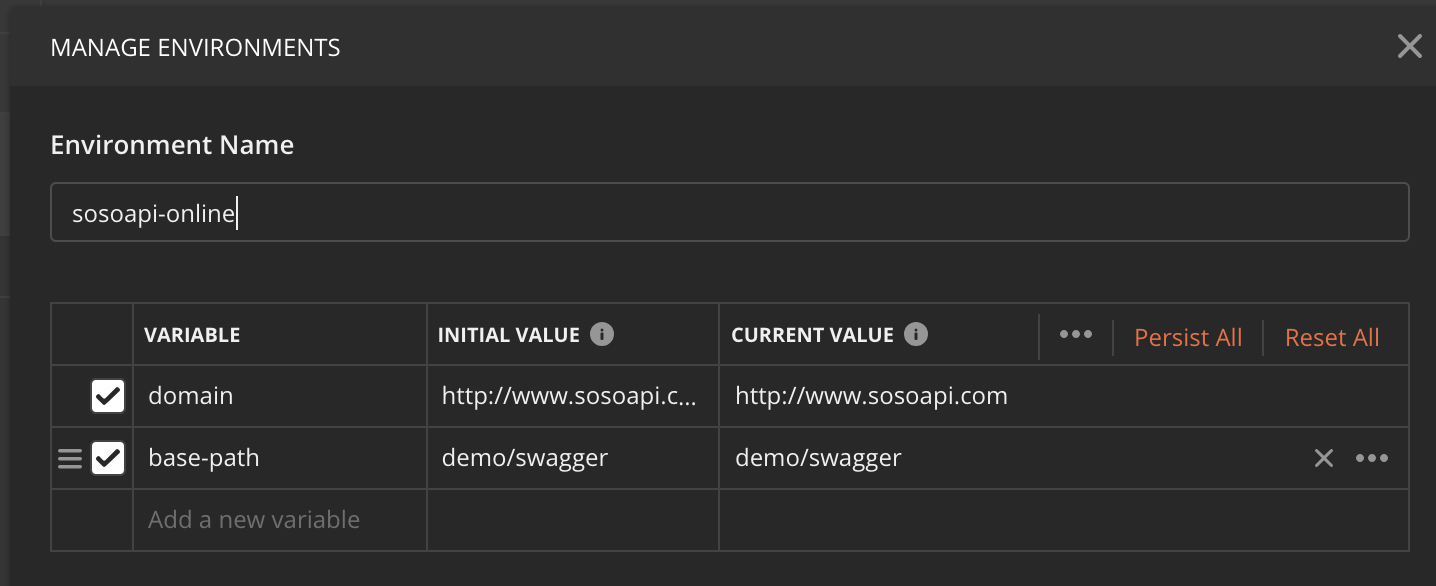 MANAGE ENVIRONMENTS
Environment Name
sosoapi-online
VARIABLE INITIAL VALUE CURRENT VALUE Persist All Reset All
domain http://www.sosoapi.c... http://www.sosoapi.com
base-path demo/swagger demo/swagger
Add a new variable